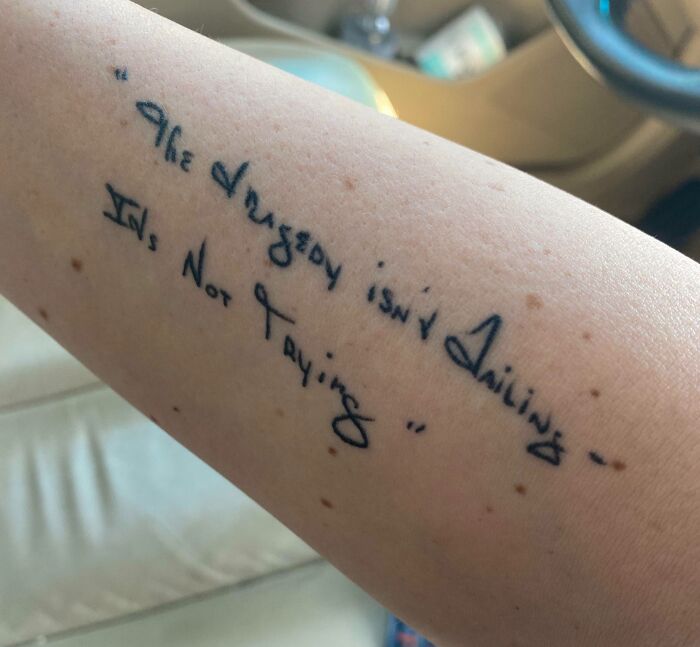 "The tragedy isn't Failing -
It's Not Trying"